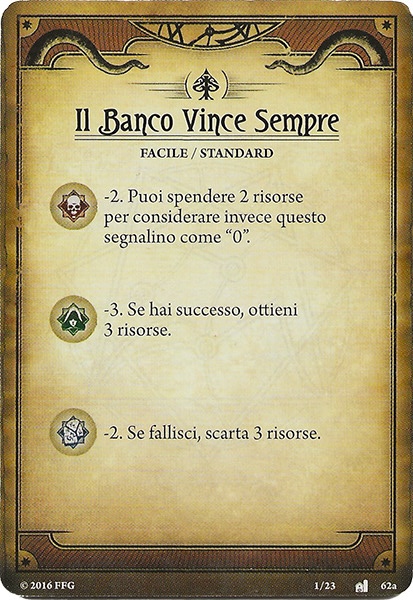 Il Banco Vince Sempre
FACILE / STANDARD
-2. Puoi spendere 2 risorse
per considerare invece questo
segnalino come “0”.
-3. Se hai successo, ottieni
3 risorse.
-2. Se fallisci, scarta 3 risorse.
© 2016 FFG
1/23
62a